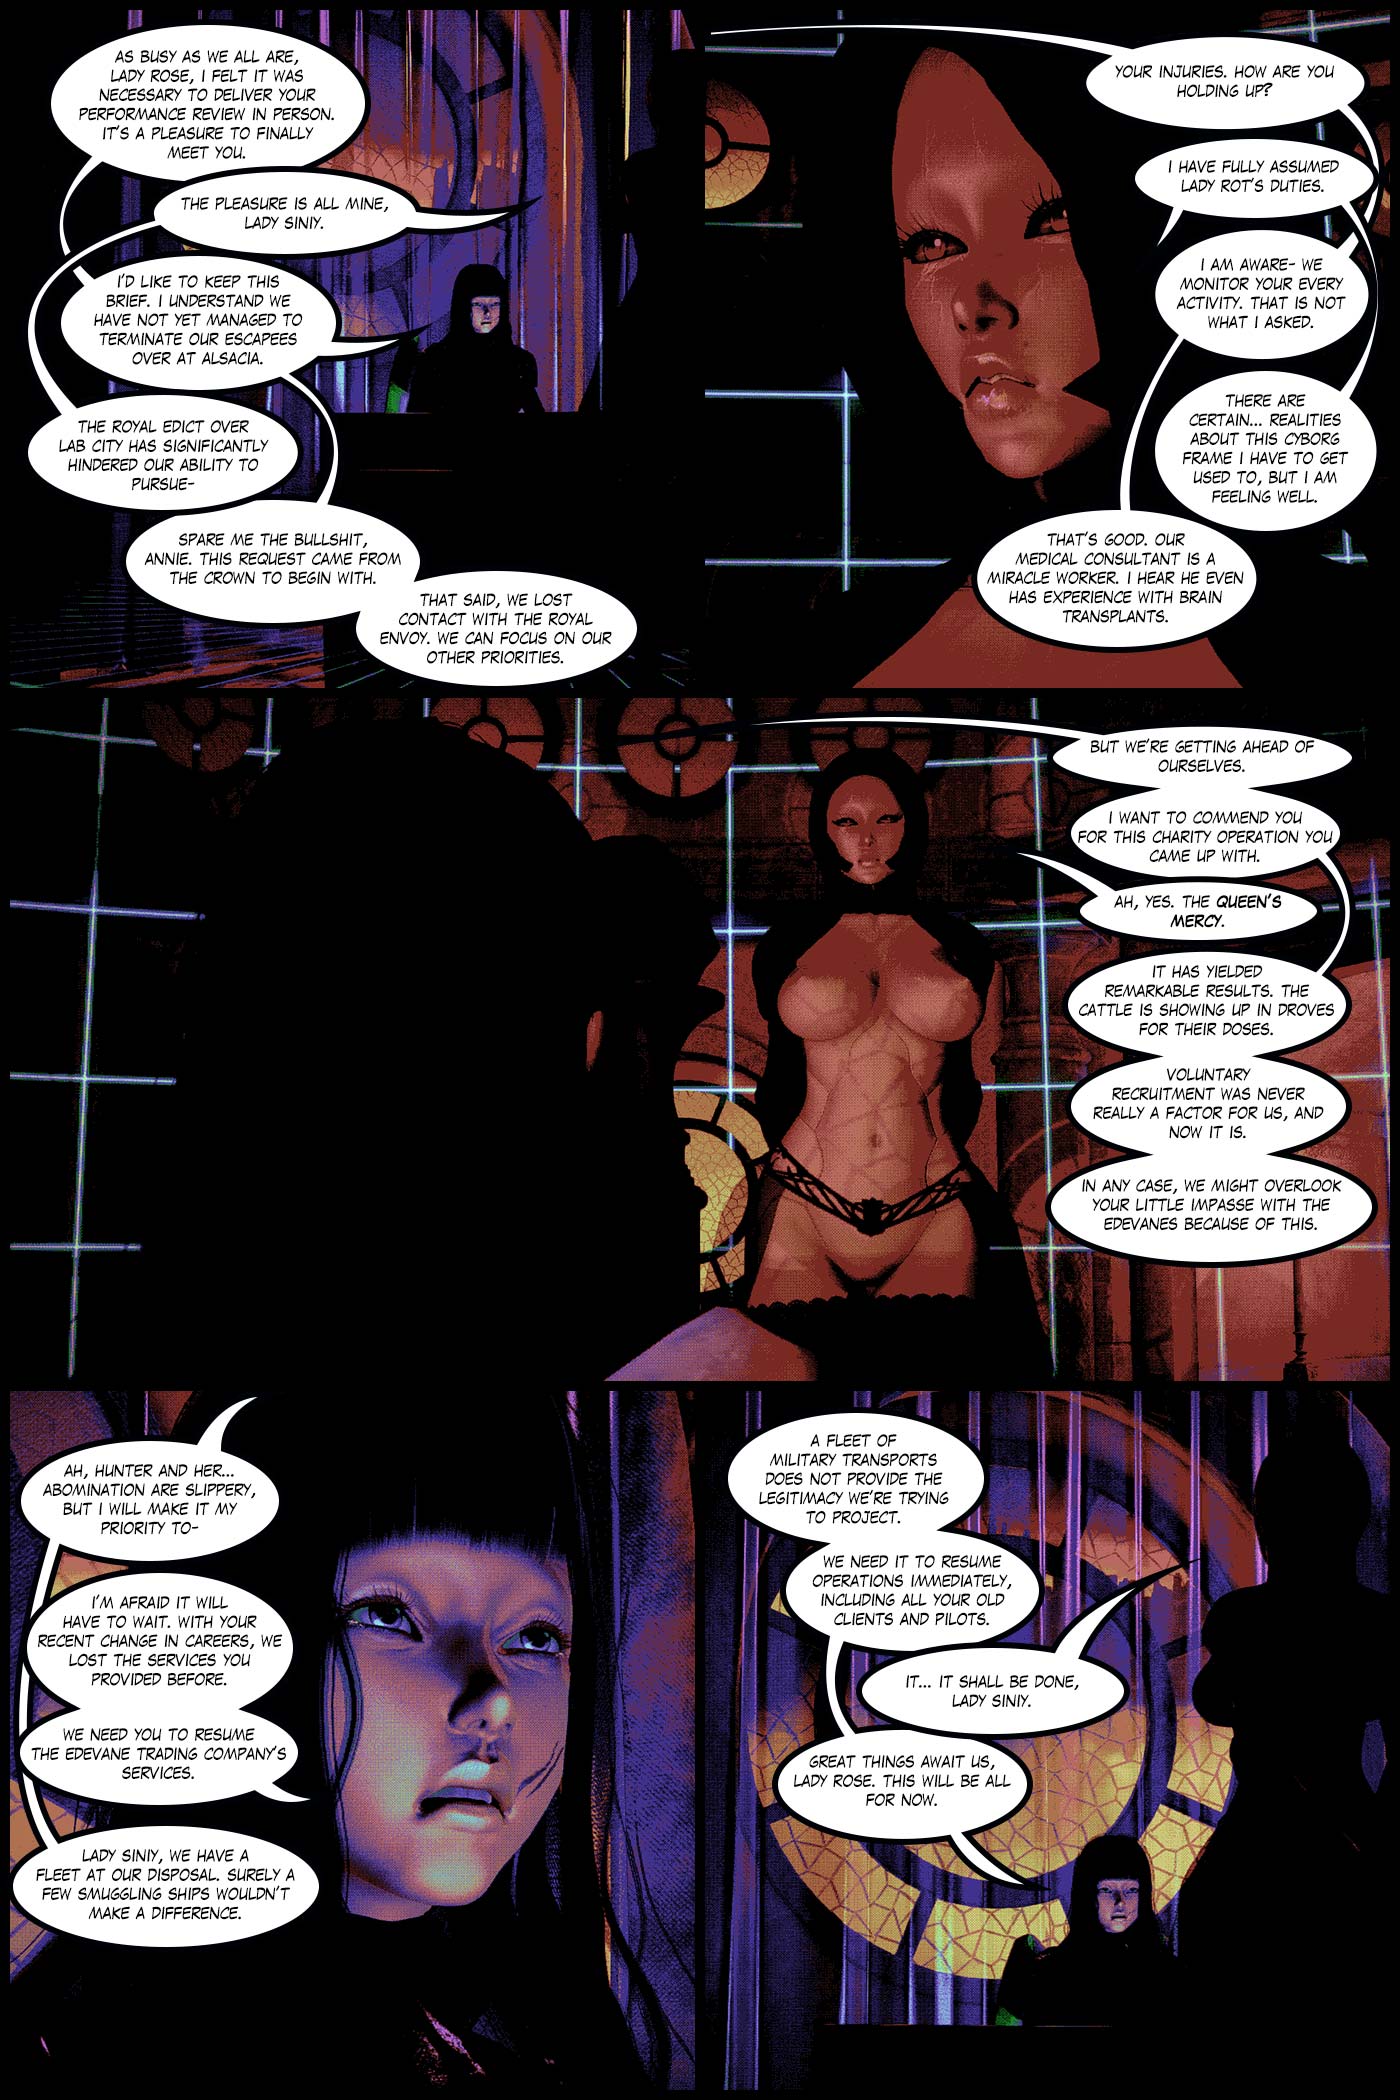 AS BUSY AS WE ALL ARE,
LADY ROSE, I FELT IT WAS
NECESSARY TO DELIVER YOUR
PERFORMANCE REVIEW IN PERSON.
IT'S A PLEASURE TO FINALLY
MEET YOU.
THE PLEASURE IS ALL MINE,
LADY SINIY.
I'D LIKE TO KEEP THIS
BRIEF. I UNDERSTAND WE
HAVE NOT YET MANAGED TO
TERMINATE OUR ESCAPEES
OVER AT ALSACIA.
THE ROYAL EDICT OVER
LAB CITY HAS SIGNIFICANTLY
HINDERED OUR ABILITY TO
PURSUE-
SPARE ME THE BULLSHIT,
ANNIE. THIS REQUEST CAME FROM
THE CROWN TO BEGIN WITH.
THAT SAID, WE LOST
CONTACT WITH THE ROYAL
ENVOY. WE CAN FOCUS ON OUR
OTHER PRIORITIES.
YOUR INJURIES. HOW ARE YOU
HOLDING UP?
I HAVE FULLY ASSUMED
LADY ROT'S DUTIES.
I AM AWARE- WE
MONITOR YOUR EVERY
ACTIVITY. THAT IS NOT
WHAT I ASKED.
THERE ARE
CERTAIN... REALITIES
ABOUT THIS CYBORG
FRAME I HAVE TO GET
USED TO, BUT I AM
FEELING WELL.
THAT'S GOOD. OUR
MEDICAL CONSULTANT IS A
MIRACLE WORKER. I HEAR HE EVEN
HAS EXPERIENCE WITH BRAIN
TRANSPLANTS.
BUT WE'RE GETTING AHEAD OF
OURSELVES.
I WANT TO COMMEND YOU
FOR THIS CHARITY OPERATION YOU
CAME UP WITH.
AH, YES. THE QUEEN'S
MERCY.
IT HAS YIELDED
REMARKABLE RESULTS. THE
CATTLE IS SHOWING UP IN DROVES
FOR THEIR DOSES.
VOLUNTARY
RECRUITMENT WAS NEVER
REALLY A FACTOR FOR US, AND
NOW IT IS.
IN ANY CASE, WE MIGHT OVERLOOK
YOUR LITTLE IMPASSE WITH THE
EDEVANES BECAUSE OF THIS.
AH, HUNTER AND HER...
ABOMINATION ARE SLIPPERY,
BUT I WILL MAKE IT MY
PRIORITY TO-
I'M AFRAID IT WILL
HAVE TO WAIT. WITH YOUR
RECENT CHANGE IN CAREERS, WE
LOST THE SERVICES YOU
PROVIDED BEFORE.
WE NEED YOU TO RESUME
THE EDEVANE TRADING COMPANY'S
SERVICES.
LADY SINIY, WE HAVE A
FLEET AT OUR DISPOSAL. SURELY A
FEW SMUGGLING SHIPS WOULDN'T
MAKE A DIFFERENCE.
A FLEET OF
MILITARY TRANSPORTS
DOES NOT PROVIDE THE
LEGITIMACY WE'RE TRYING
TO PROJECT.
WE NEED IT TO RESUME
OPERATIONS IMMEDIATELY,
INCLUDING ALL YOUR OLD
CLIENTS AND PILOTS.
IT... IT SHALL BE DONE,
LADY SINIY.
GREAT THINGS AWAIT US,
LADY ROSE. THIS WILL BE ALL
FOR NOW.